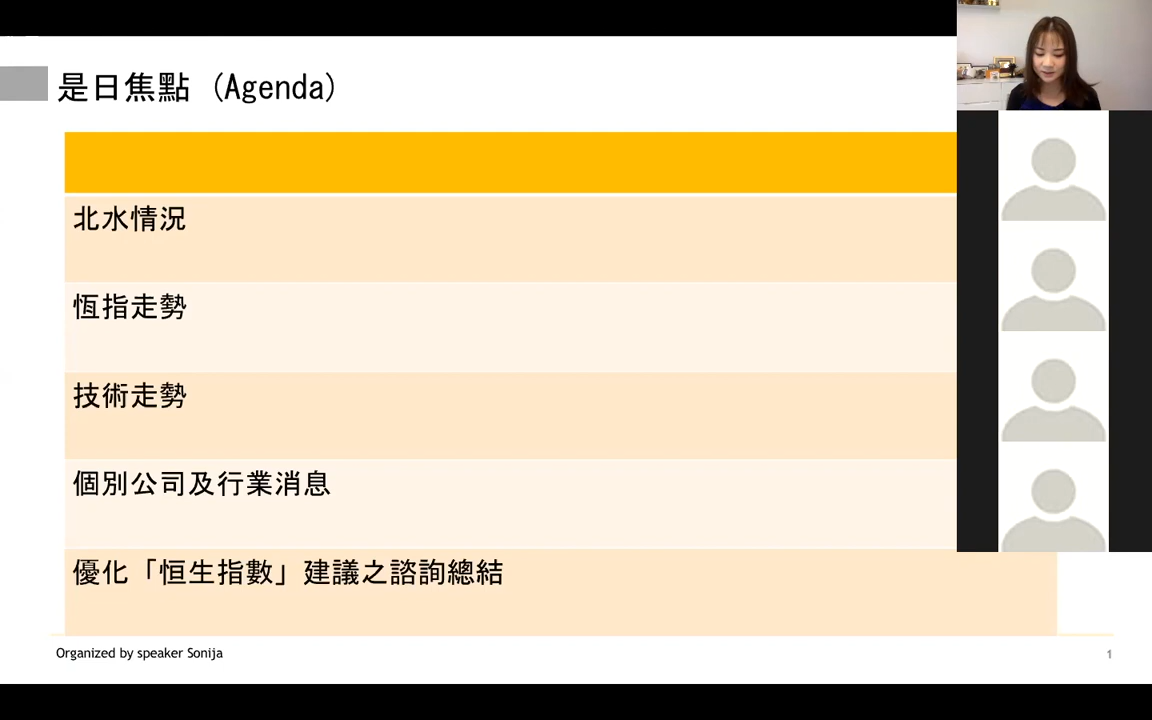 是日焦點 (Agenda)
北水情況
恆指走勢
技術走勢
個別公司及行業消息
優化「恒生指數」建議之諮詢總結
Organized by speaker Sonija
1